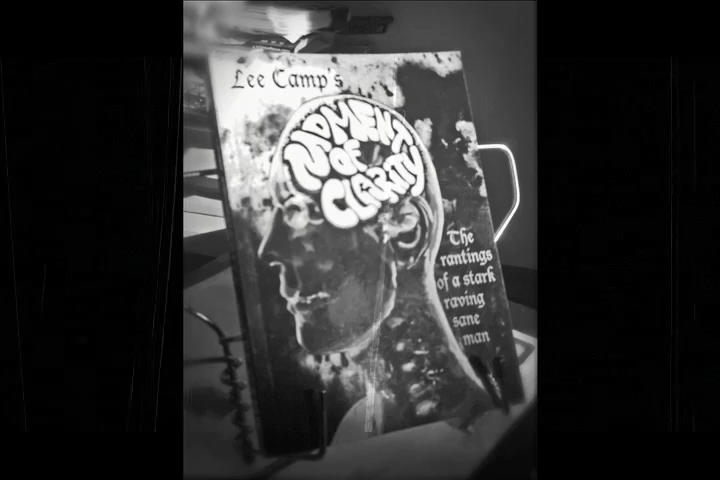 Lee Camp's
MOMENT
OF
CLARITY
The
rantings
of a stark
raving
sane
man